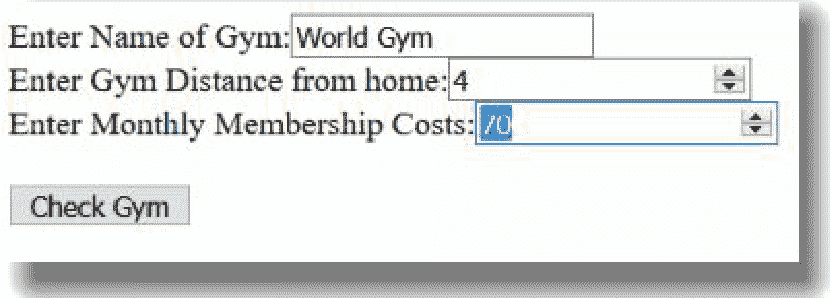 Enter Name of Gym: World Gym
Enter Gym Distance from home: 4
Enter Monthly Membership Costs: 70
Check Gym